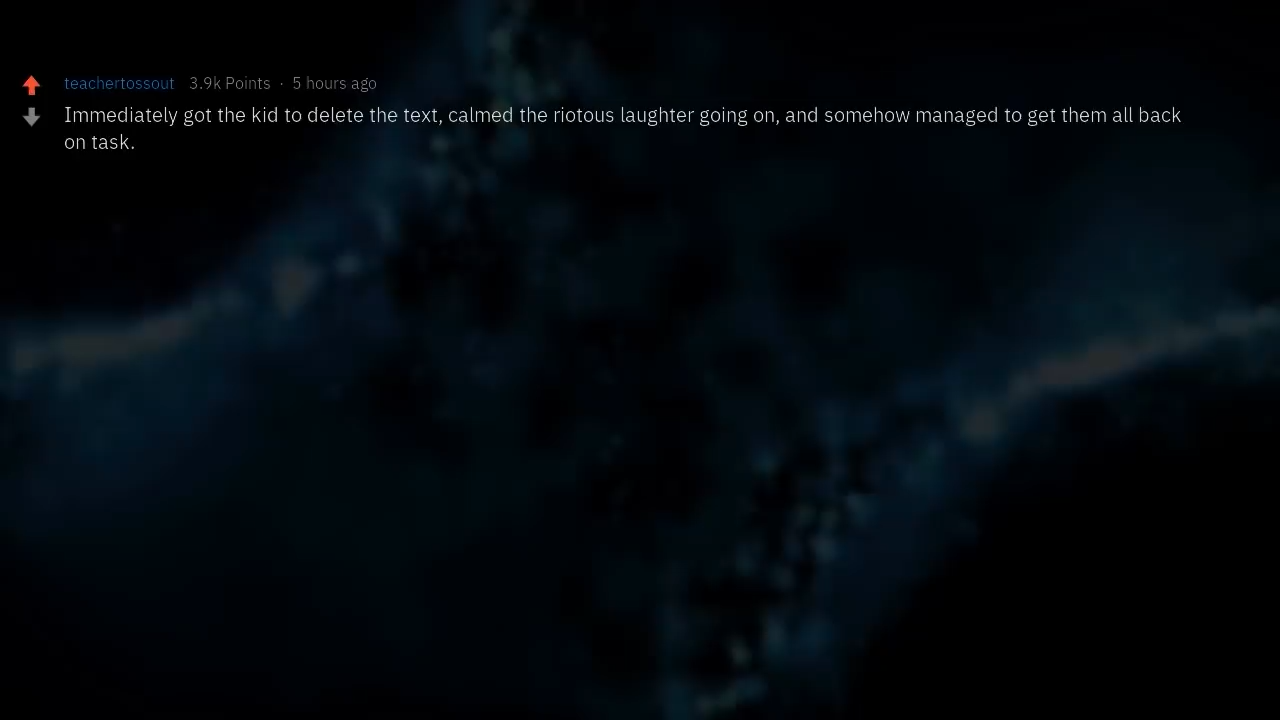 teachertossout 3.9k Points · 5 hours ago
Immediately got the kid to delete the text, calmed the riotous laughter going on, and somehow managed to get them all back
on task.